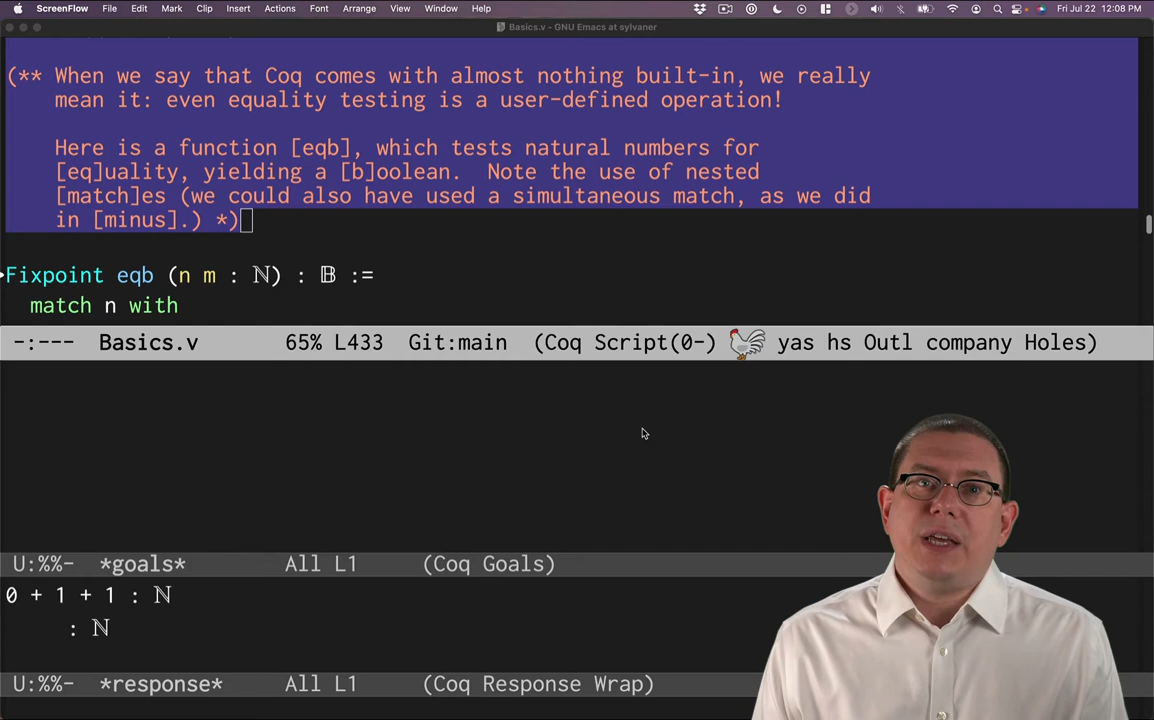 ScreenFlow File Edit Mark Clip Insert Actions Font Arrange View Window Help Fri Jul 22 12:08 PM
Basics.v - GNU Emacs at sylvaner
(** When we say that Coq comes with almost nothing built-in, we really
mean it: even equality testing is a user-defined operation!
Here is a function [eqb], which tests natural numbers for
[eq]uality, yielding a [b]oolean.  Note the use of nested
[match]es (we could also have used a simultaneous match, as we did
in [minus].) *)
Fixpoint eqb (n m : ℕ) : 𝔹 :=
match n with
-:--- Basics.v 65% L433 Git:main (Coq Script(0-) yas hs Outl company Holes)
U:%%- *goals* All L1 (Coq Goals)
0 + 1 + 1 : ℕ
: ℕ
U:%%- *response* All L1 (Coq Response Wrap)